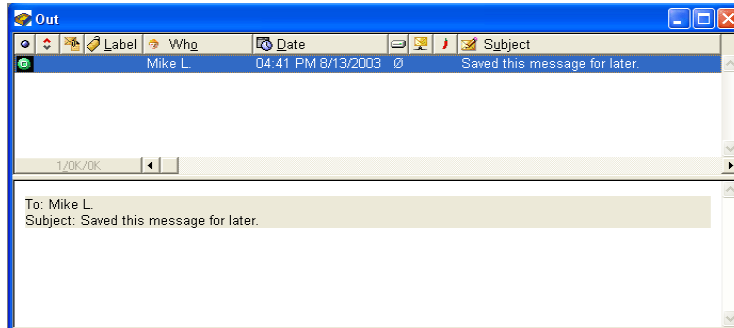 Out
Label Who Date Subject
Mike L. 04:41 PM 8/13/2003 Ø Saved this message for later.
1/0K/0K
To: Mike L.
Subject: Saved this message for later.